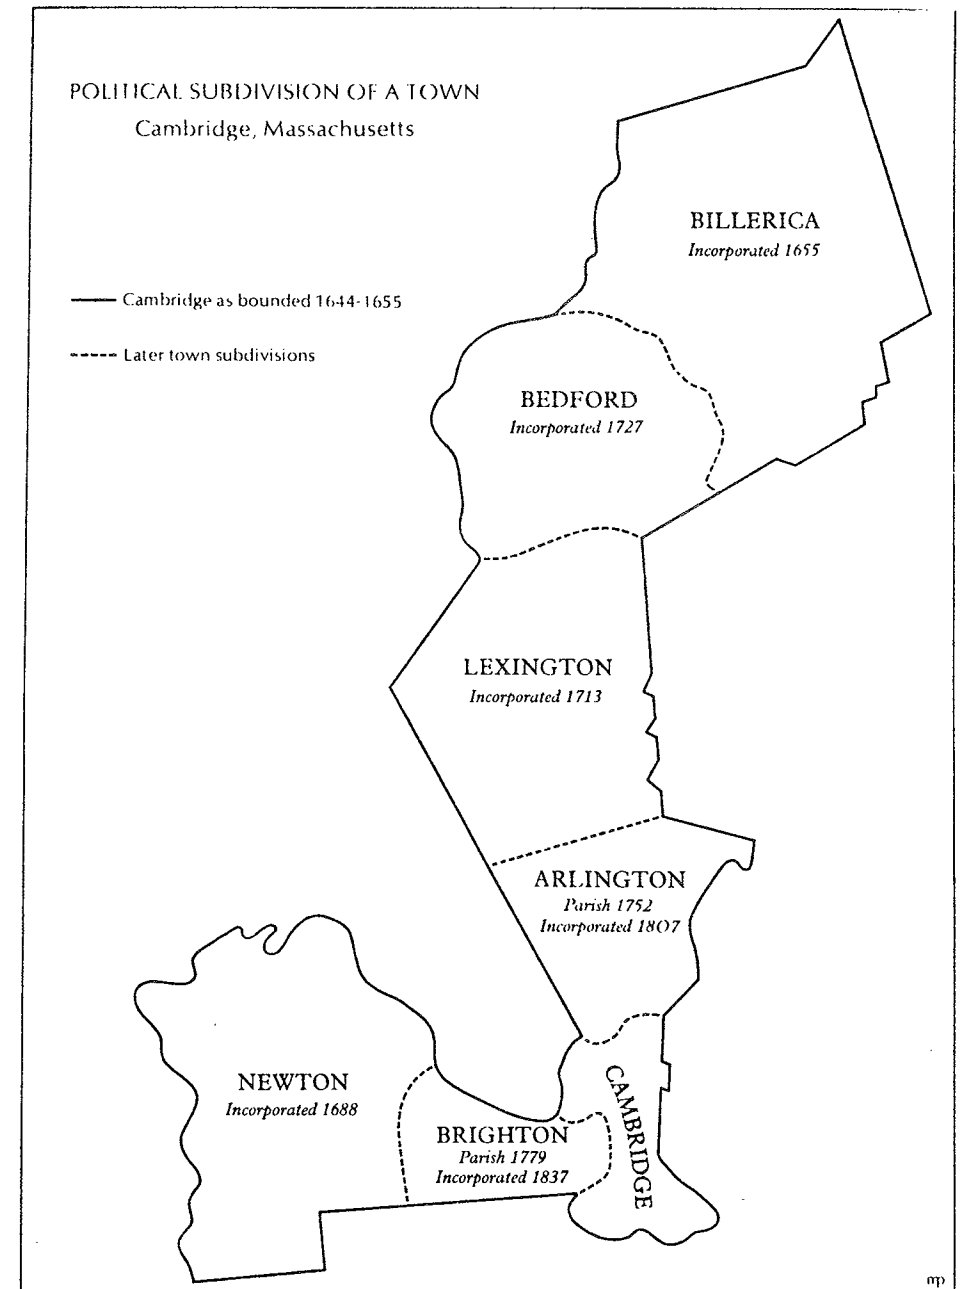 POLITICAL SUBDIVISION OF A TOWN
Cambridge, Massachusetts
BILLERICA
Incorporated 1655
Cambridge as bounded 1644-1655
Later town subdivisions
BEDFORD
Incorporated 1727
LEXINGTON
Incorporated 1713
ARLINGTON
Parish 1752
Incorporated 1807
NEWTON
Incorporated 1688
BRIGHTON
Parish 1779
Incorporated 1837
CAMBRIDGE
mp